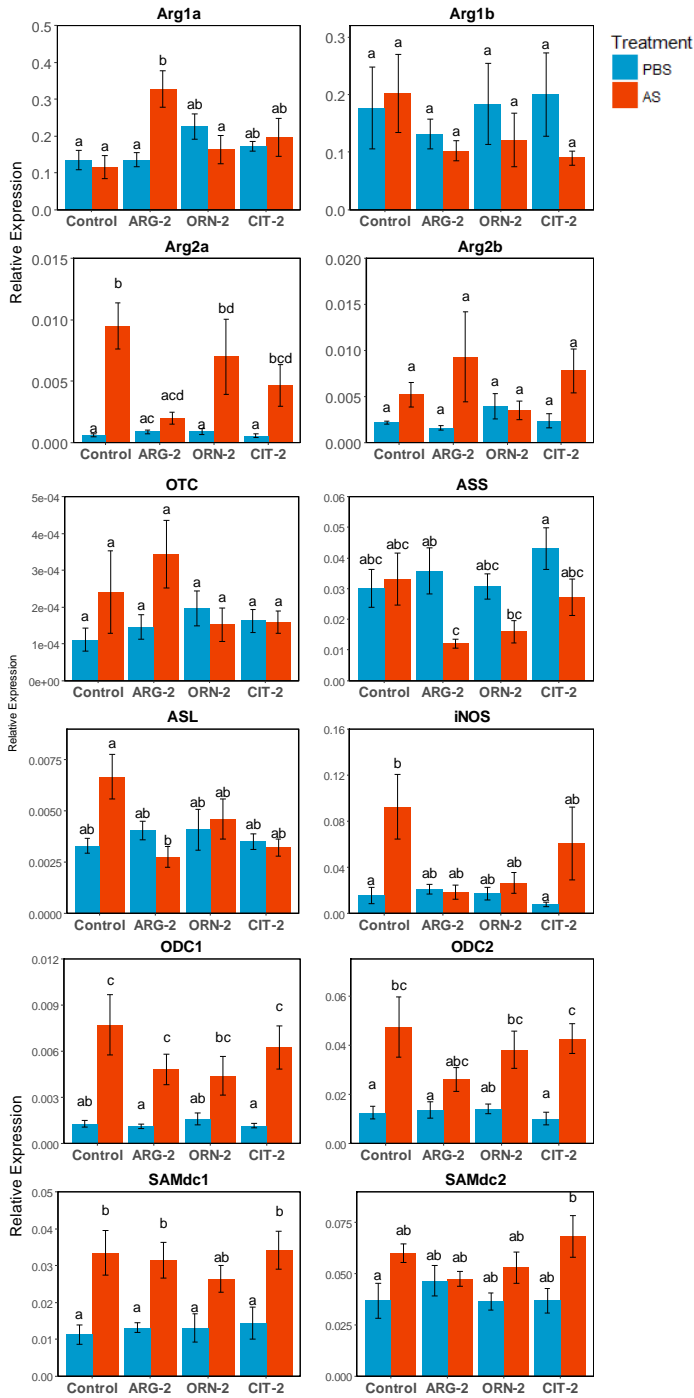 Arg1a
Arg1b
Treatment
PBS
AS
Relative Expression
0.5
0.4
0.3
0.2
0.1
0.0
a a a b ab a ab ab
Control ARG-2 ORN-2 CIT-2
0.3
0.2
0.1
0.0
a a a a a a a a
Control ARG-2 ORN-2 CIT-2
Arg2a
Arg2b
0.015
0.010
0.005
0.000
a b ac acd a bd a bcd
Control ARG-2 ORN-2 CIT-2
0.020
0.015
0.010
0.005
0.000
a a a a a a a a
Control ARG-2 ORN-2 CIT-2
OTC
ASS
Relative Expression
5e-04
4e-04
3e-04
2e-04
1e-04
0e+00
a a a a a a a a
Control ARG-2 ORN-2 CIT-2
0.06
0.05
0.04
0.03
0.02
0.01
0.00
abc abc ab c abc bc a abc
Control ARG-2 ORN-2 CIT-2
ASL
iNOS
0.0075
0.0050
0.0025
0.0000
ab a ab b ab ab ab ab
Control ARG-2 ORN-2 CIT-2
0.16
0.12
0.08
0.04
0.00
a b ab ab ab ab a ab
Control ARG-2 ORN-2 CIT-2
ODC1
ODC2
Relative Expression
0.012
0.009
0.006
0.003
0.000
ab c a c ab bc a c
Control ARG-2 ORN-2 CIT-2
0.06
0.04
0.02
0.00
a bc a abc ab bc a c
Control ARG-2 ORN-2 CIT-2
SAMdc1
SAMdc2
0.05
0.04
0.03
0.02
0.01
0.00
a b a b a ab a b
Control ARG-2 ORN-2 CIT-2
0.075
0.050
0.025
0.000
a ab ab ab ab ab ab b
Control ARG-2 ORN-2 CIT-2